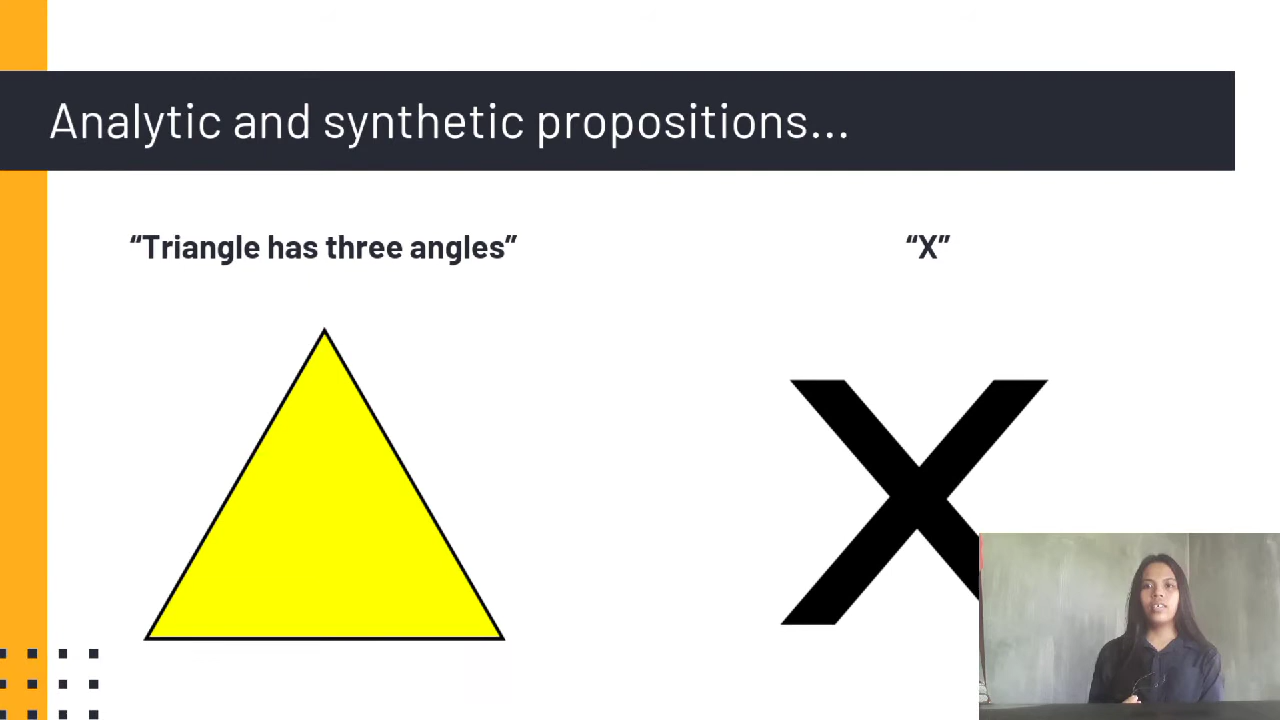 Analytic and synthetic propositions...
“Triangle has three angles”
“X”
X